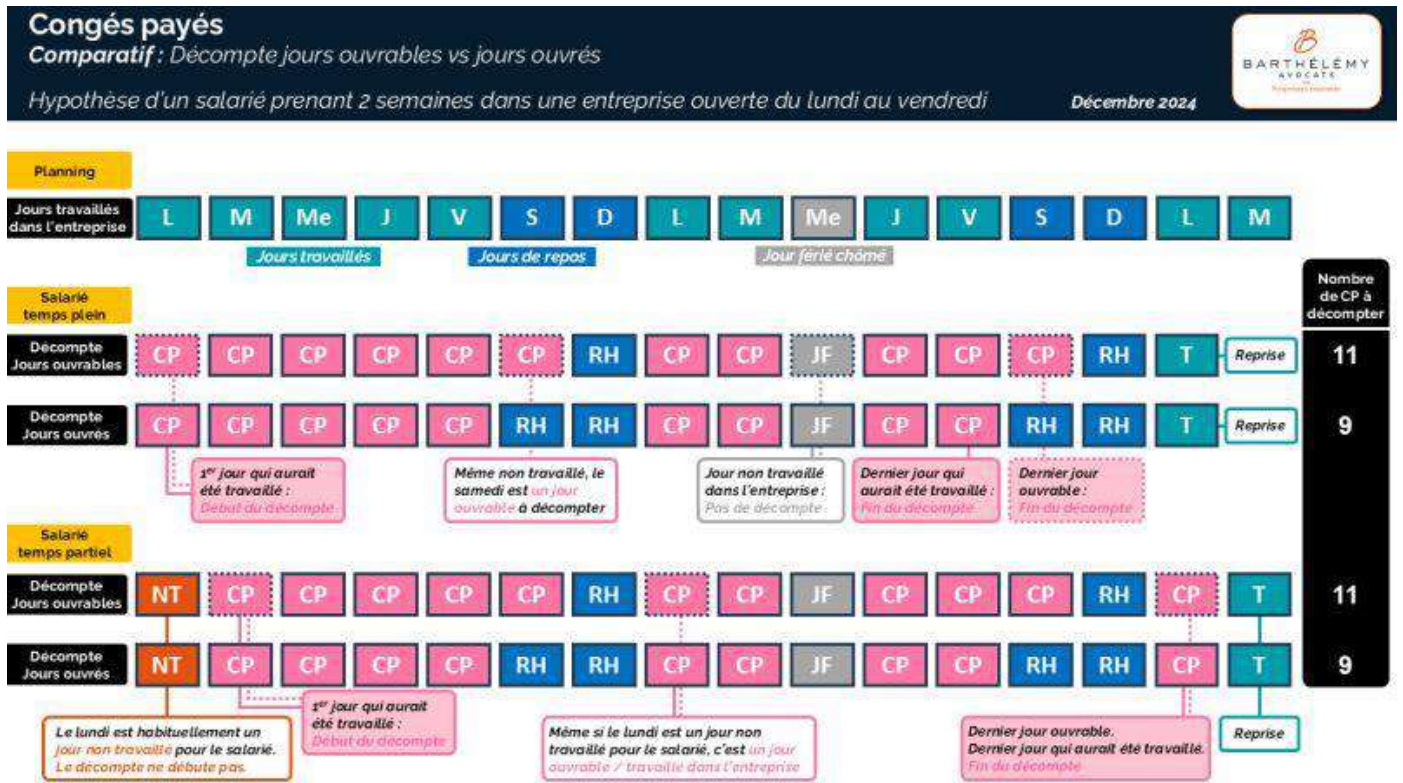 Congés payés
Comparatif : Décompte jours ouvrables vs jours ouvrés
Hypothèse d'un salarié prenant 2 semaines dans une entreprise ouverte du lundi au vendredi
Décembre 2024
B
BARTHÉLÉMY
AVOCATS
Planning
Jours travaillés
dans l'entreprise
L M Me J V S D L M Me J V S D L M
Jours travaillés
Jours de repos
Jour férié chômé
Nombre
de CP à
décompter
Salarié
temps plein
Décompte
Jours ouvrables
CP CP CP CP CP CP RH CP CP JF CP CP CP RH T Reprise 11
Décompte
Jours ouvrés
CP CP CP CP CP RH RH CP CP JF CP CP RH RH T Reprise 9
1er jour qui aurait
été travaillé :
Début du décompte
Même non travaillé, le
samedi est un jour
ouvrable à décompter
Jour non travaillé
dans l'entreprise :
Pas de décompte
Dernier jour qui
aurait été travaillé :
Fin du décompte
Dernier jour
ouvrable :
Fin du décompte
Salarié
temps partiel
Décompte
Jours ouvrables
NT CP CP CP CP CP RH CP CP JF CP CP CP RH CP T 11
Décompte
Jours ouvrés
NT CP CP CP CP RH RH CP CP JF CP CP RH RH CP T 9
Le lundi est habituellement un
jour non travaillé pour le salarié.
Le décompte ne débute pas.
1er jour qui aurait
été travaillé :
Début du décompte
Même si le lundi est un jour non
travaillé pour le salarié, c'est un jour
ouvrable / travaillé dans l'entreprise
Dernier jour ouvrable.
Dernier jour qui aurait été travaillé.
Fin du décompte
Reprise